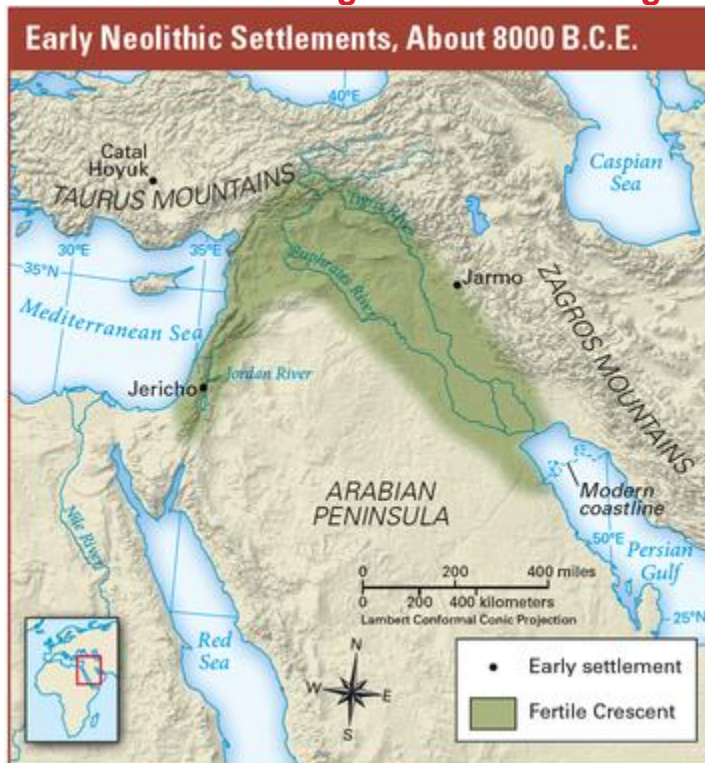 Early Neolithic Settlements, About 8000 B.C.E.
40°E
Catal
Hoyuk
TAURUS MOUNTAINS
Caspian
Sea
Tigris River
30°E
35°E
35°N
Euphrates River
Jarmo
ZAGROS MOUNTAINS
Mediterranean Sea
Jericho
Jordan River
ARABIAN
PENINSULA
Modern
coastline
Nile River
50°E
Persian
Gulf
0 200 400 miles
0 200 400 kilometers
Lambert Conformal Conic Projection
25°N
Red
Sea
N
W E
S
Early settlement
Fertile Crescent